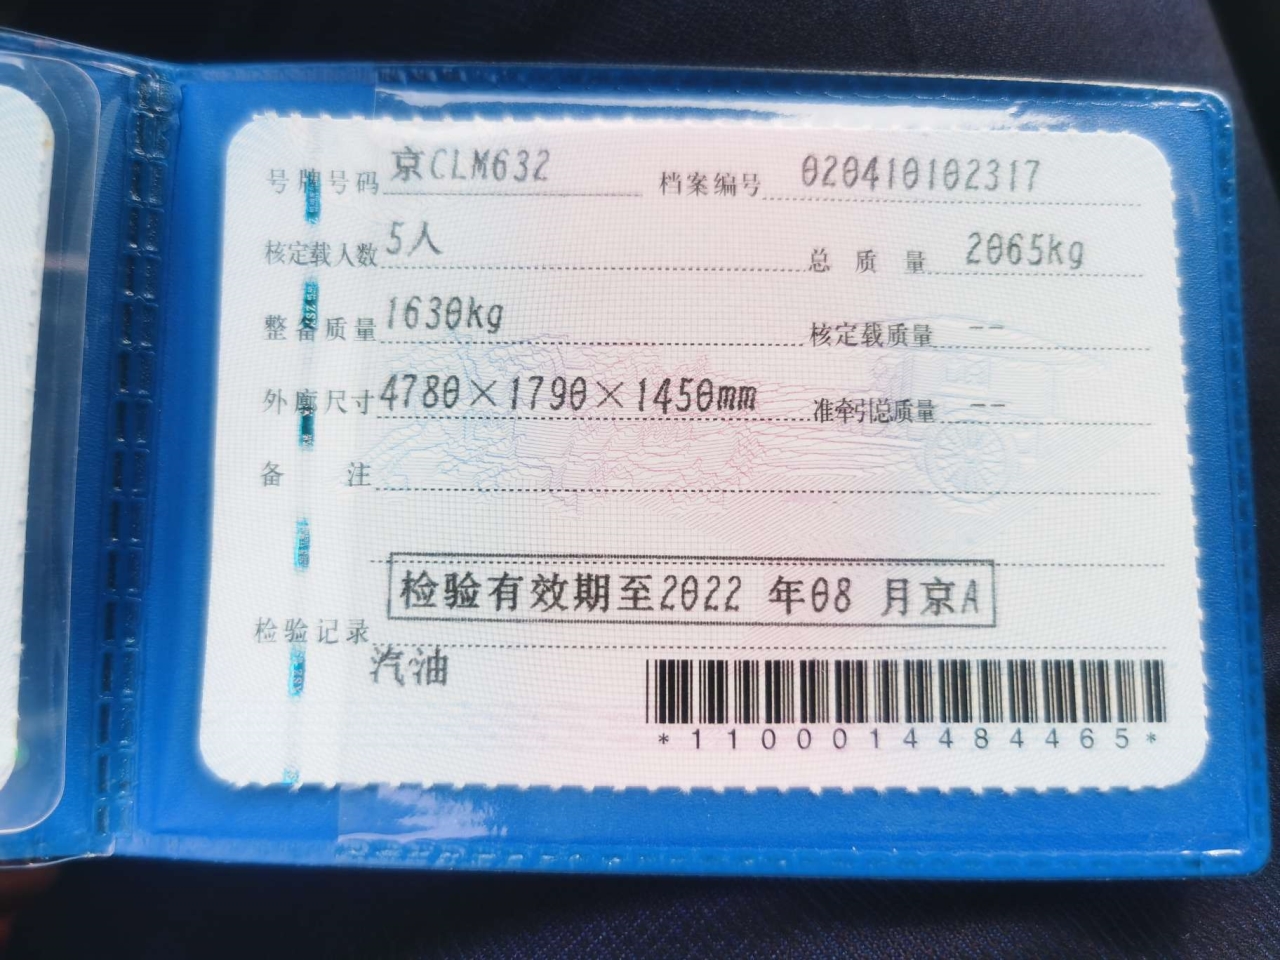 号牌号码 京CLM632 档案编号 020410102317
核定载人数 5人 总质量 2065kg
整备质量 1630kg 核定载质量 --
外廓尺寸 4780×1790×1450mm 准牵引总质量 --
备注
检验有效期至2022 年08 月京A
检验记录
汽油
*1100014484465*